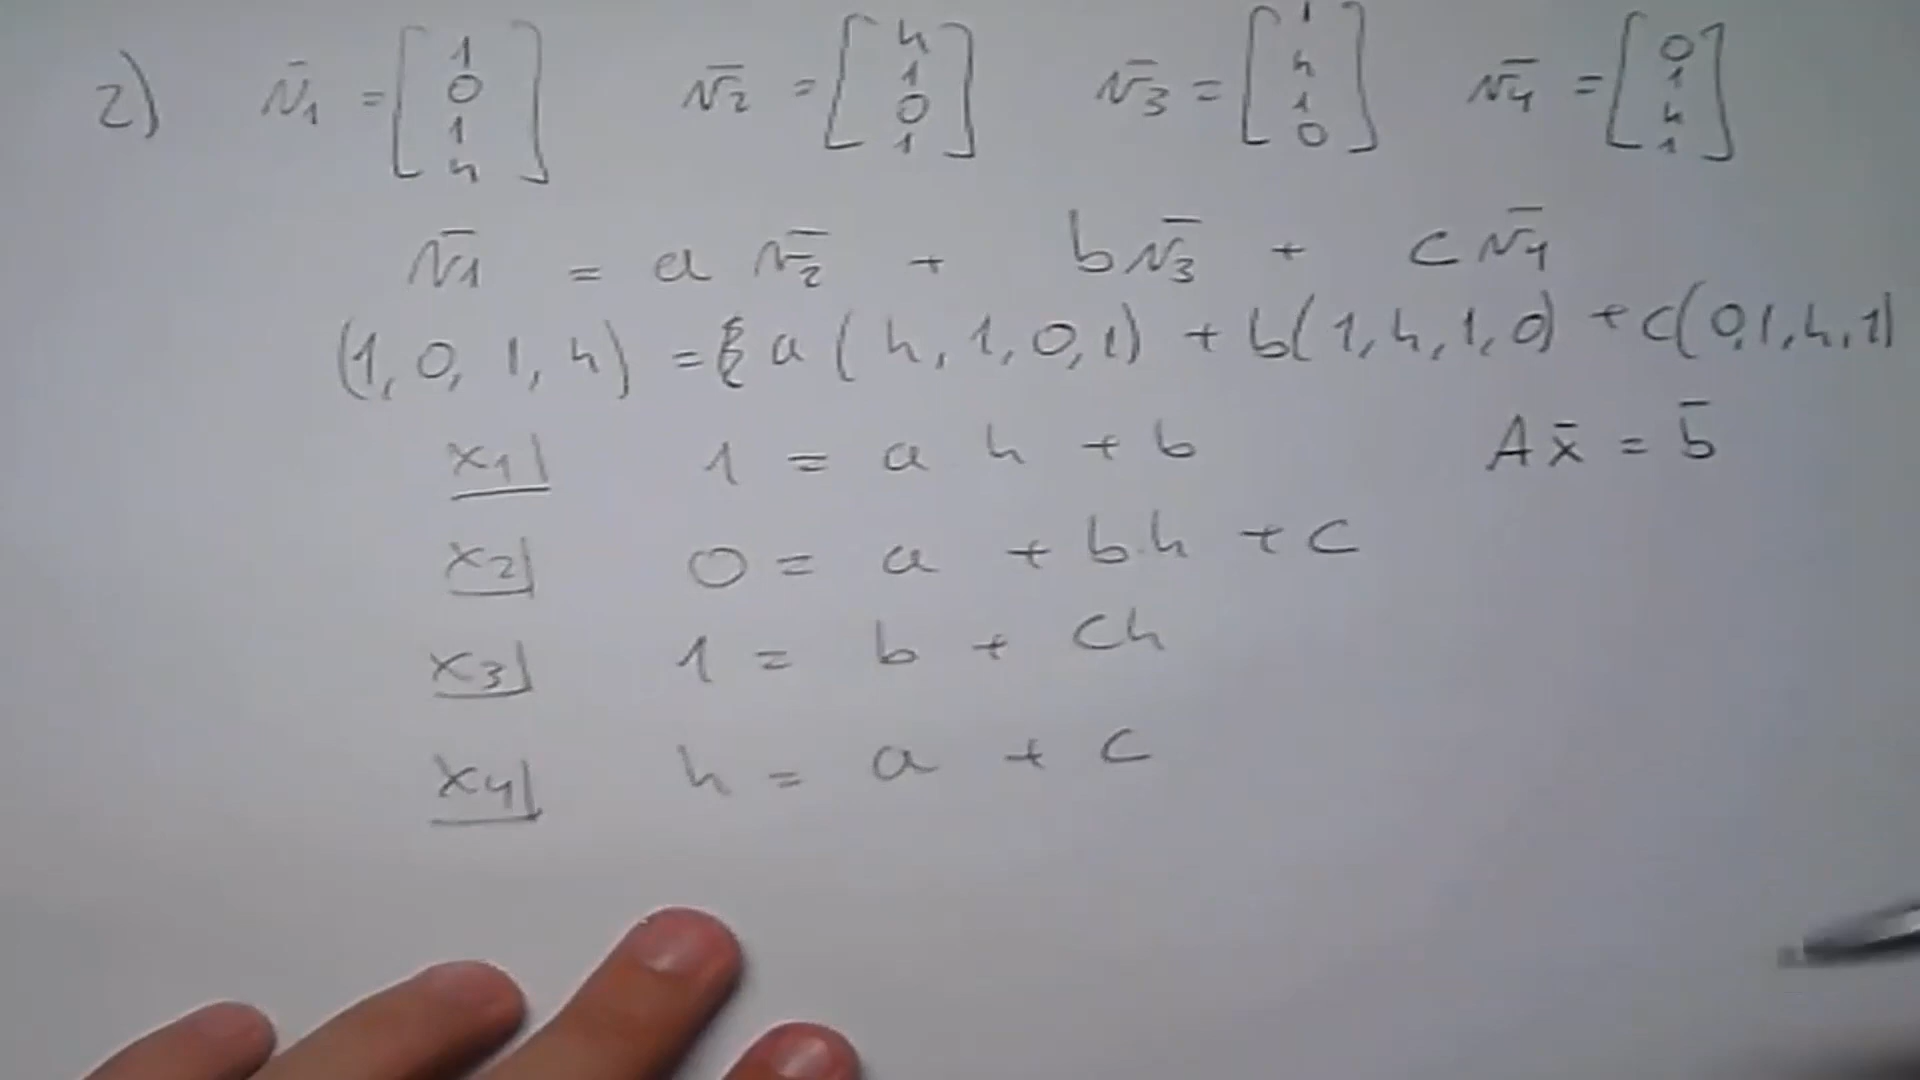 2) v̄1 = [1 0 1 h] v̄2 = [h 1 0 1] v̄3 = [1 h 1 0] v̄4 = [0 1 h 1]
v̄1 = a v̄2 + b v̄3 + c v̄4
(1, 0, 1, h) = a (h, 1, 0, 1) + b(1, h, 1, 0) + c(0,1, h, 1)
x1| 1 = a h + b A x̄ = b̄
x2| 0 = a + b.h + c
x3| 1 = b + ch
x4| h = a + c